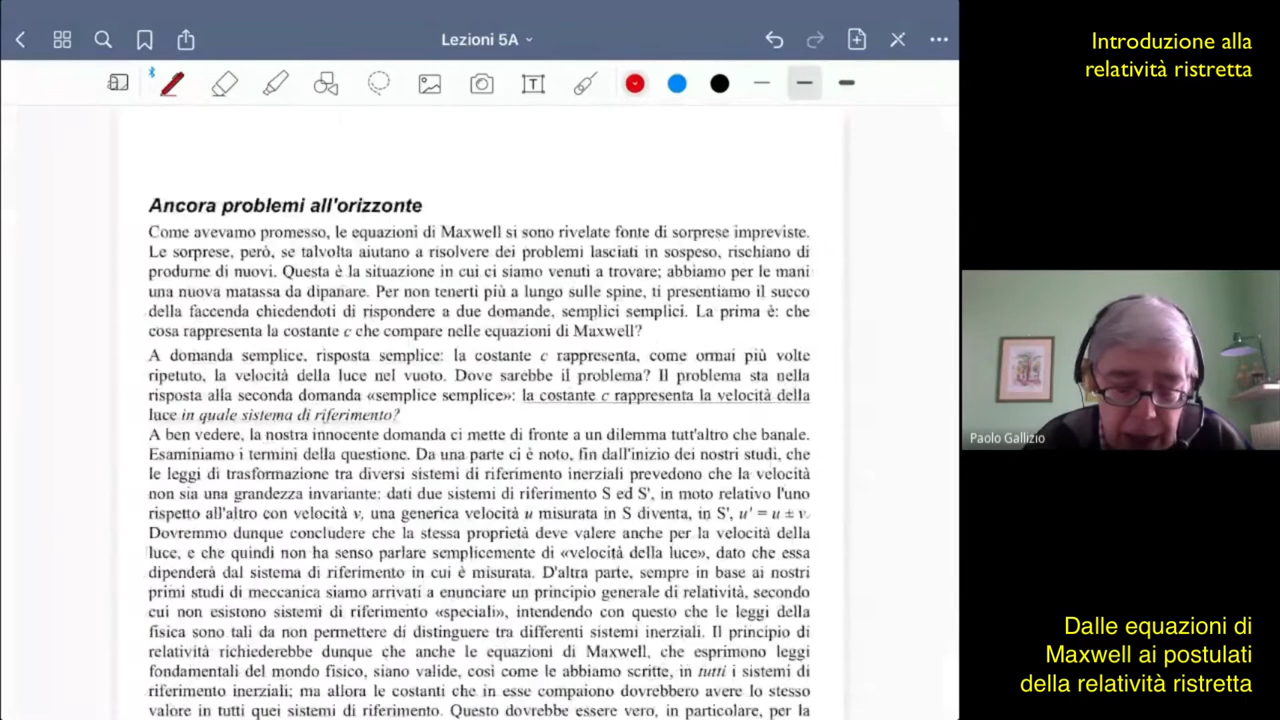 Lezioni 5A
Introduzione alla
relatività ristretta
T
Ancora problemi all'orizzonte
Come avevamo promesso, le equazioni di Maxwell si sono rivelate fonte di sorprese impreviste.
Le sorprese, però, se talvolta aiutano a risolvere dei problemi lasciati in sospeso, rischiano di
produrne di nuovi. Questa è la situazione in cui ci siamo venuti a trovare; abbiamo per le mani
una nuova matassa da dipanare. Per non tenerti più a lungo sulle spine, ti presentiamo il succo
della faccenda chiedendoti di rispondere a due domande, semplici semplici. La prima è: che
cosa rappresenta la costante c che compare nelle equazioni di Maxwell?
A domanda semplice, risposta semplice: la costante c rappresenta, come ormai più volte
ripetuto, la velocità della luce nel vuoto. Dove sarebbe il problema? Il problema sta nella
risposta alla seconda domanda «semplice semplice»: la costante c rappresenta la velocità della
luce in quale sistema di riferimento?
A ben vedere, la nostra innocente domanda ci mette di fronte a un dilemma tutt'altro che banale.
Esaminiamo i termini della questione. Da una parte ci è noto, fin dall'inizio dei nostri studi, che
le leggi di trasformazione tra diversi sistemi di riferimento inerziali prevedono che la velocità
non sia una grandezza invariante: dati due sistemi di riferimento S ed S', in moto relativo l'uno
rispetto all'altro con velocità v, una generica velocità u misurata in S diventa, in S', u' = u ± v.
Dovremmo dunque concludere che la stessa proprietà deve valere anche per la velocità della
luce, e che quindi non ha senso parlare semplicemente di «velocità della luce», dato che essa
dipenderà dal sistema di riferimento in cui è misurata. D'altra parte, sempre in base ai nostri
primi studi di meccanica siamo arrivati a enunciare un principio generale di relatività, secondo
cui non esistono sistemi di riferimento «speciali», intendendo con questo che le leggi della
fisica sono tali da non permettere di distinguere tra differenti sistemi inerziali. Il principio di
relatività richiederebbe dunque che anche le equazioni di Maxwell, che esprimono leggi
fondamentali del mondo fisico, siano valide, così come le abbiamo scritte, in tutti i sistemi di
riferimento inerziali; ma allora le costanti che in esse compaiono dovrebbero avere lo stesso
valore in tutti quei sistemi di riferimento. Questo dovrebbe essere vero, in particolare, per la
Paolo Gallizio
Dalle equazioni di
Maxwell ai postulati
della relatività ristretta